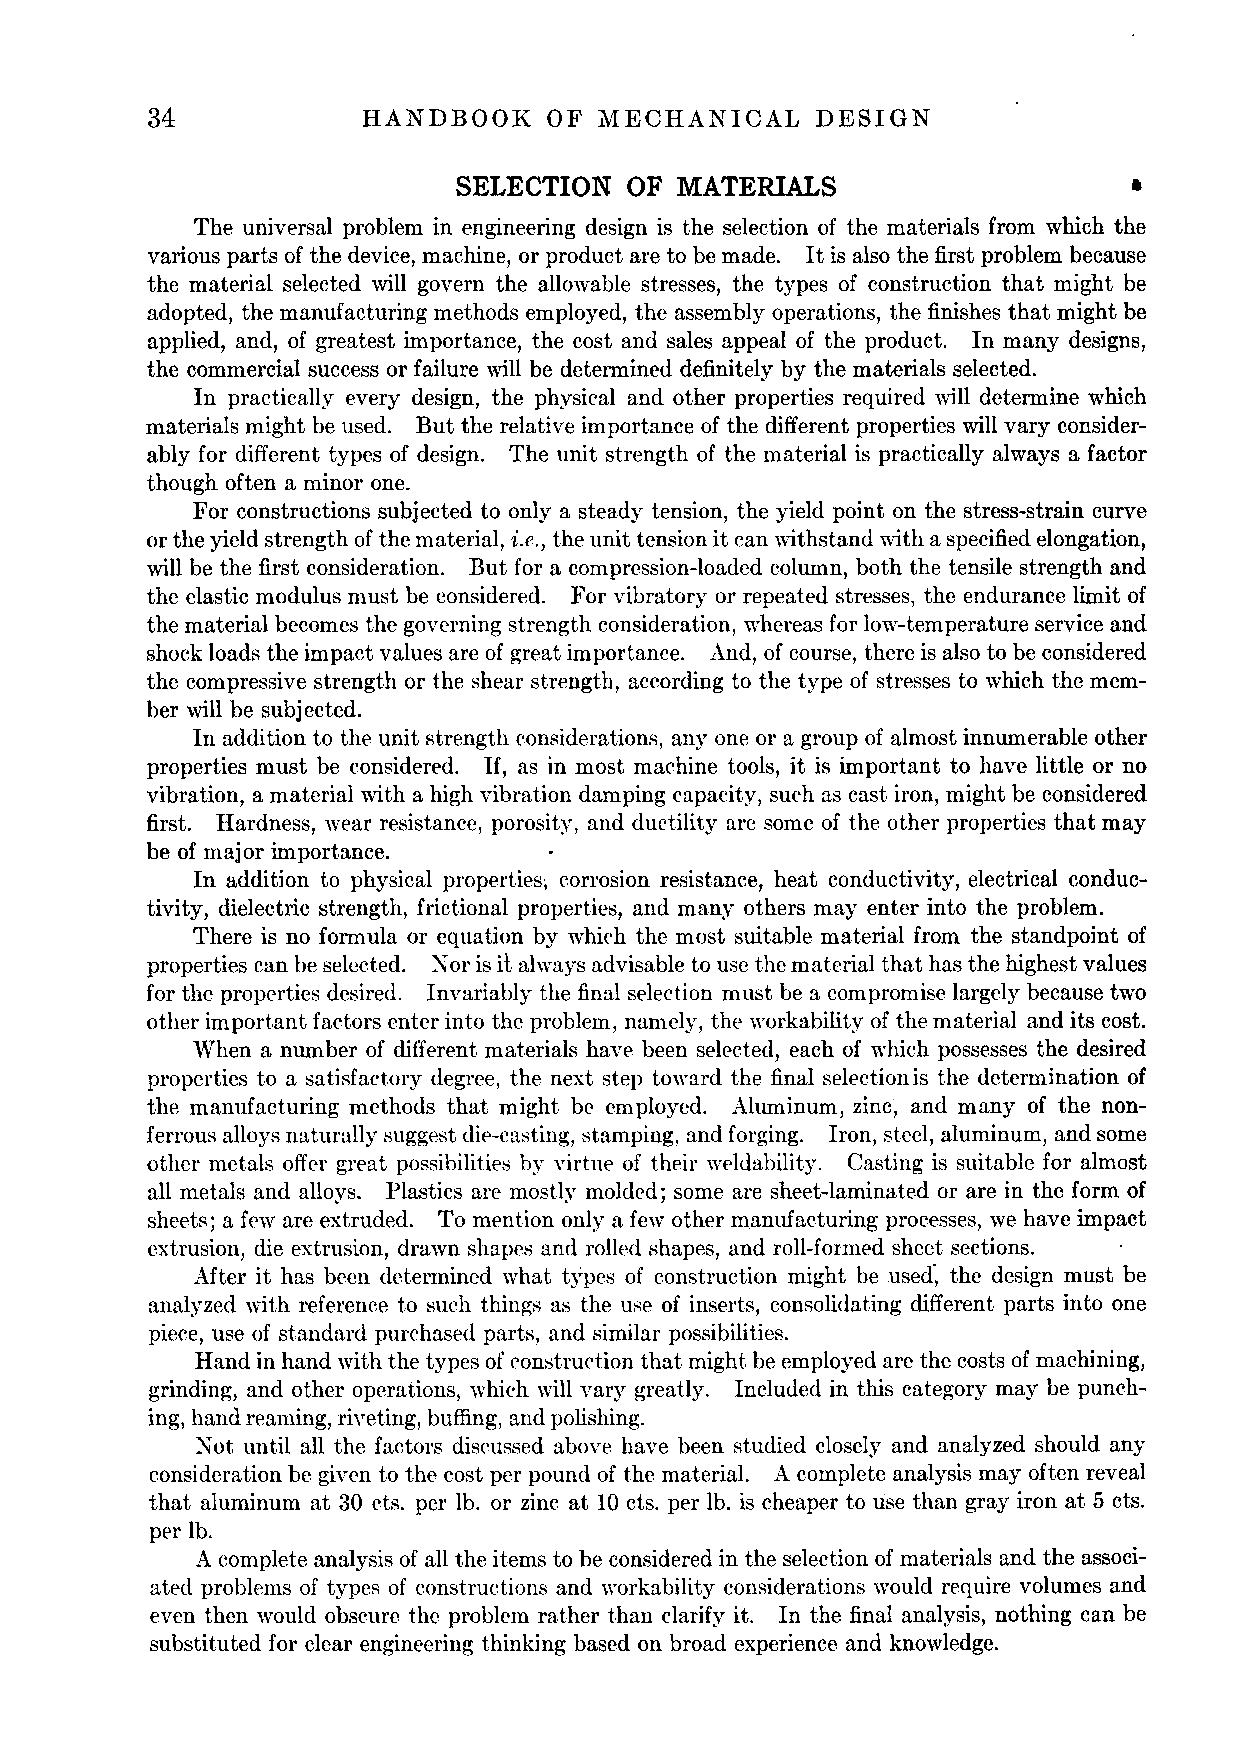 34 HANDBOOK OF MECHANICAL DESIGN
SELECTION OF MATERIALS
The universal problem in engineering design is the selection of the materials from which the
various parts of the device, machine, or product are to be made. It is also the first problem because
the material selected will govern the allowable stresses, the types of construction that might be
adopted, the manufacturing methods employed, the assembly operations, the finishes that might be
applied, and, of greatest importance, the cost and sales appeal of the product. In many designs,
the commercial success or failure will be determined definitely by the materials selected.
In practically every design, the physical and other properties required will determine which
materials might be used. But the relative importance of the different properties will vary consider-
ably for different types of design. The unit strength of the material is practically always a factor
though often a minor one.
For constructions subjected to only a steady tension, the yield point on the stress-strain curve
or the yield strength of the material, i.e., the unit tension it can withstand with a specified elongation,
will be the first consideration. But for a compression-loaded column, both the tensile strength and
the elastic modulus must be considered. For vibratory or repeated stresses, the endurance limit of
the material becomes the governing strength consideration, whereas for low-temperature service and
shock loads the impact values are of great importance. And, of course, there is also to be considered
the compressive strength or the shear strength, according to the type of stresses to which the mem-
ber will be subjected.
In addition to the unit strength considerations, any one or a group of almost innumerable other
properties must be considered. If, as in most machine tools, it is important to have little or no
vibration, a material with a high vibration damping capacity, such as cast iron, might be considered
first. Hardness, wear resistance, porosity, and ductility are some of the other properties that may
be of major importance.
In addition to physical properties, corrosion resistance, heat conductivity, electrical conduc-
tivity, dielectric strength, frictional properties, and many others may enter into the problem.
There is no formula or equation by which the most suitable material from the standpoint of
properties can be selected. Nor is it always advisable to use the material that has the highest values
for the properties desired. Invariably the final selection must be a compromise largely because two
other important factors enter into the problem, namely, the workability of the material and its cost.
When a number of different materials have been selected, each of which possesses the desired
properties to a satisfactory degree, the next step toward the final selection is the determination of
the manufacturing methods that might be employed. Aluminum, zinc, and many of the non-
ferrous alloys naturally suggest die-casting, stamping, and forging. Iron, steel, aluminum, and some
other metals offer great possibilities by virtue of their weldability. Casting is suitable for almost
all metals and alloys. Plastics are mostly molded; some are sheet-laminated or are in the form of
sheets; a few are extruded. To mention only a few other manufacturing processes, we have impact
extrusion, die extrusion, drawn shapes and rolled shapes, and roll-formed sheet sections.
After it has been determined what types of construction might be used, the design must be
analyzed with reference to such things as the use of inserts, consolidating different parts into one
piece, use of standard purchased parts, and similar possibilities.
Hand in hand with the types of construction that might be employed are the costs of machining,
grinding, and other operations, which will vary greatly. Included in this category may be punch-
ing, hand reaming, riveting, buffing, and polishing.
Not until all the factors discussed above have been studied closely and analyzed should any
consideration be given to the cost per pound of the material. A complete analysis may often reveal
that aluminum at 30 cts. per lb. or zinc at 10 cts. per lb. is cheaper to use than gray iron at 5 cts.
per lb.
A complete analysis of all the items to be considered in the selection of materials and the associ-
ated problems of types of constructions and workability considerations would require volumes and
even then would obscure the problem rather than clarify it. In the final analysis, nothing can be
substituted for clear engineering thinking based on broad experience and knowledge.